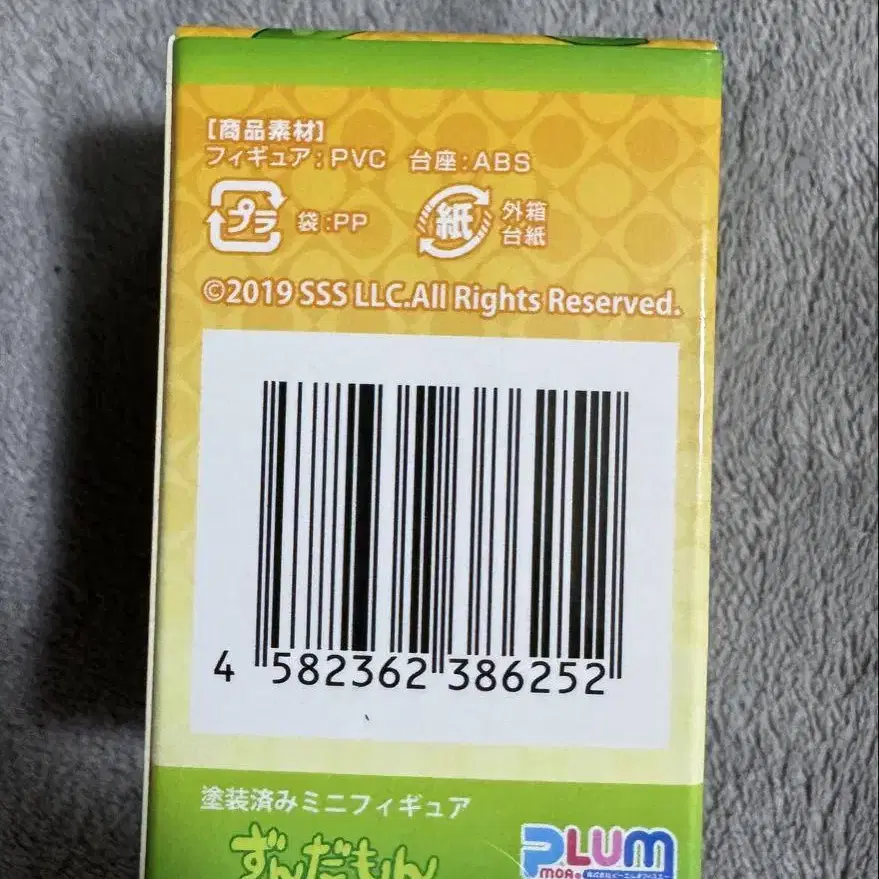 [商品素材]
フィギュア:PVC 台座:ABS
プラ 袋:PP 紙 外箱
台紙
©2019 SSS LLC.All Rights Reserved.
4 582362 386252
塗装済みミニフィギュア
ずんだもん
PLUM
MOA®